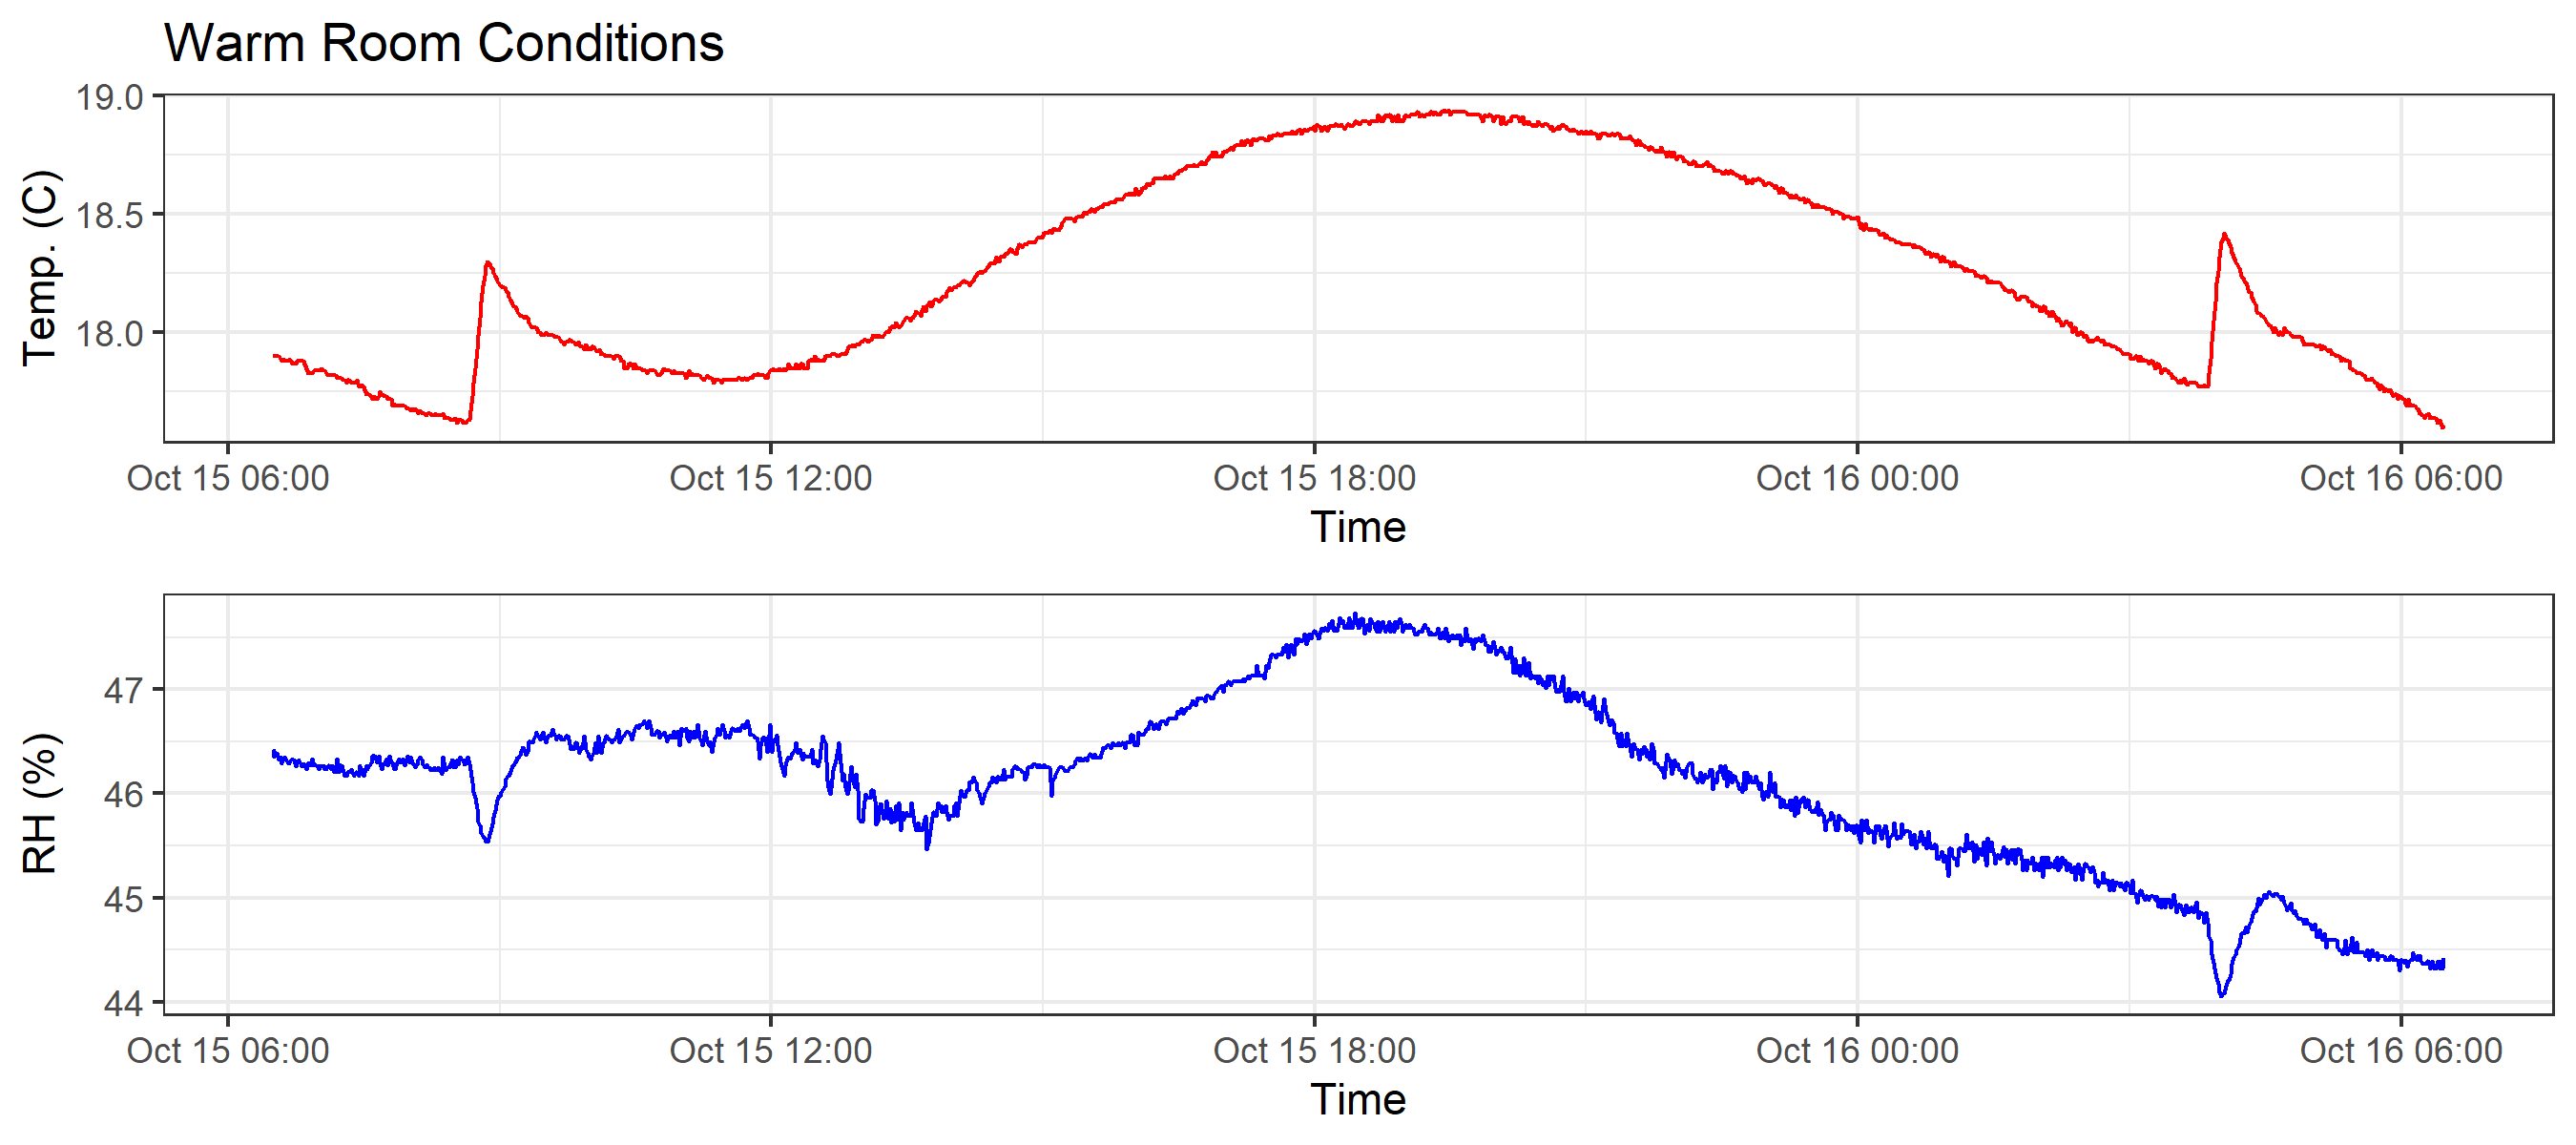 Warm Room Conditions
19.0
18.5
18.0
Temp. (C)
Oct 15 06:00 Oct 15 12:00 Oct 15 18:00 Oct 16 00:00 Oct 16 06:00
Time
47
46
45
44
RH (%)
Oct 15 06:00 Oct 15 12:00 Oct 15 18:00 Oct 16 00:00 Oct 16 06:00
Time